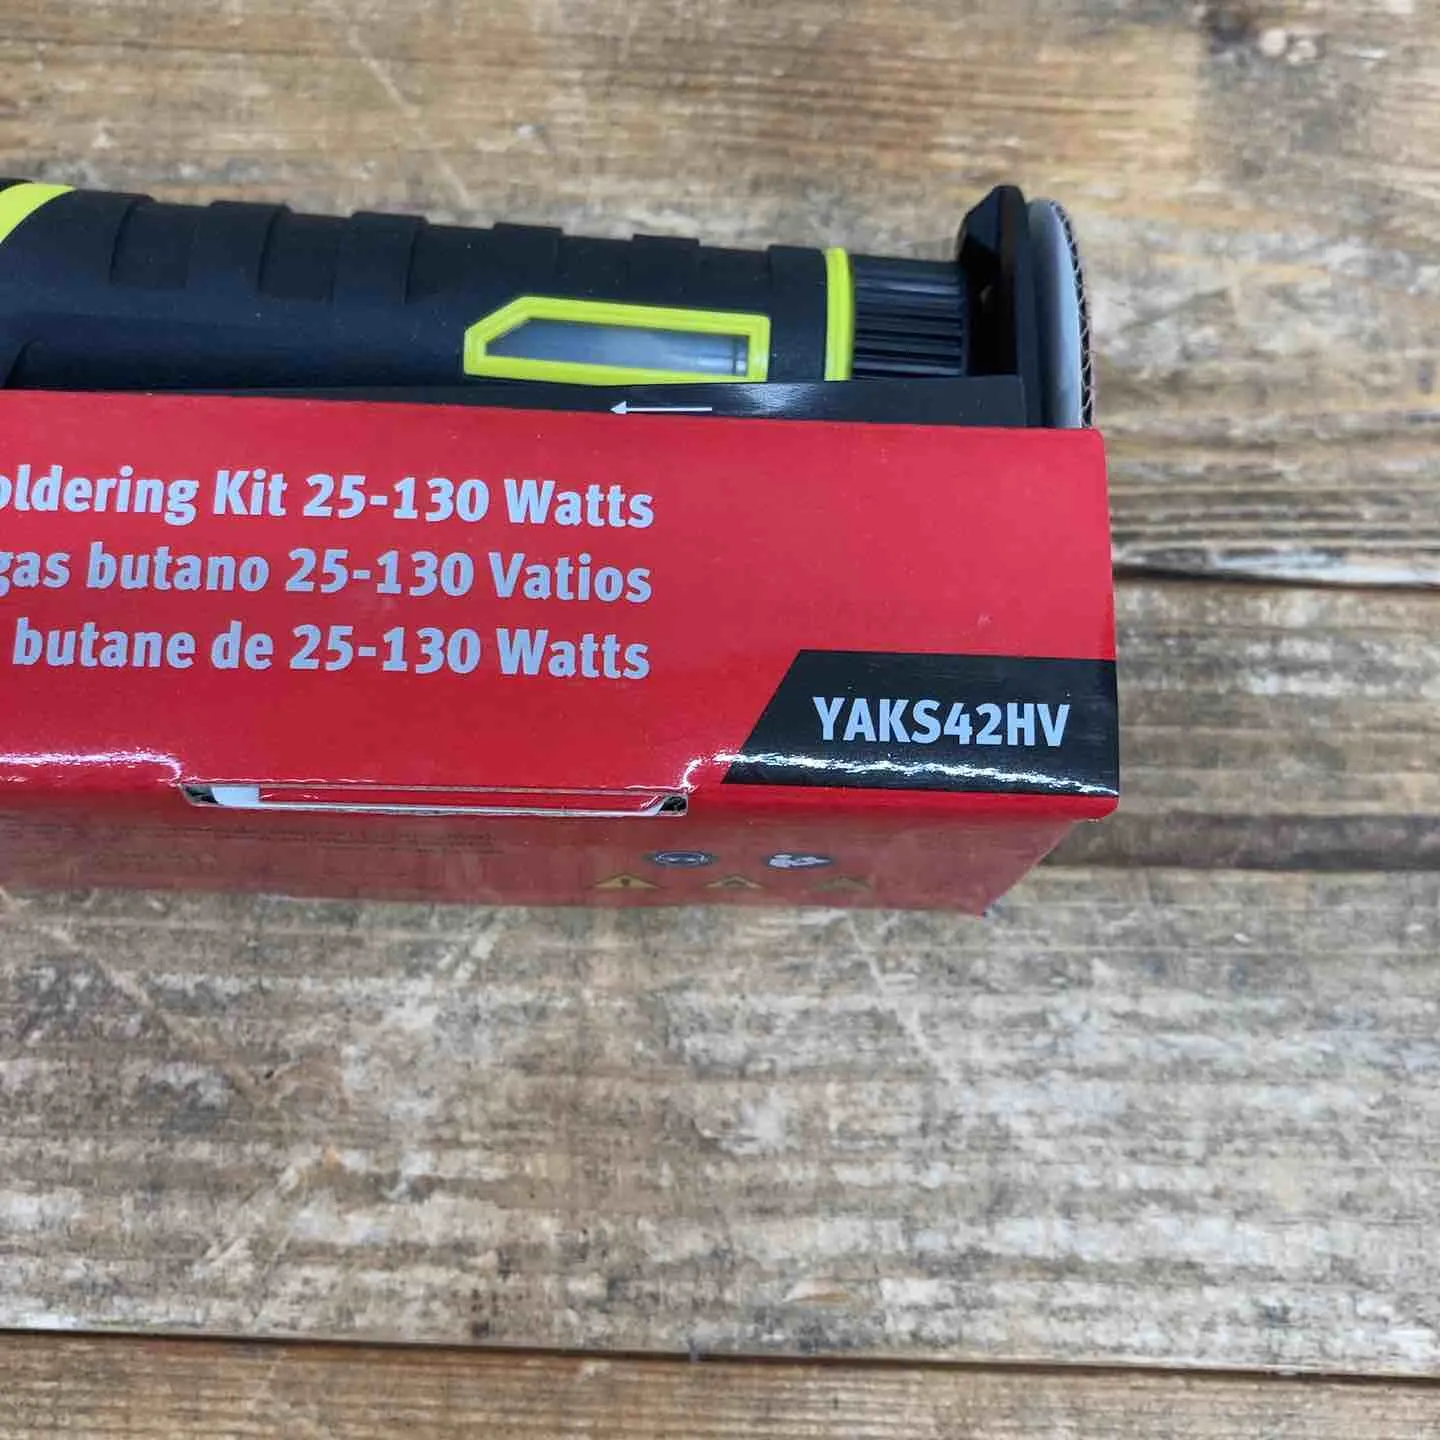 oldering Kit 25-130 Watts
gas butano 25-130 Vatios
butane de 25-130 Watts
YAKS42HV